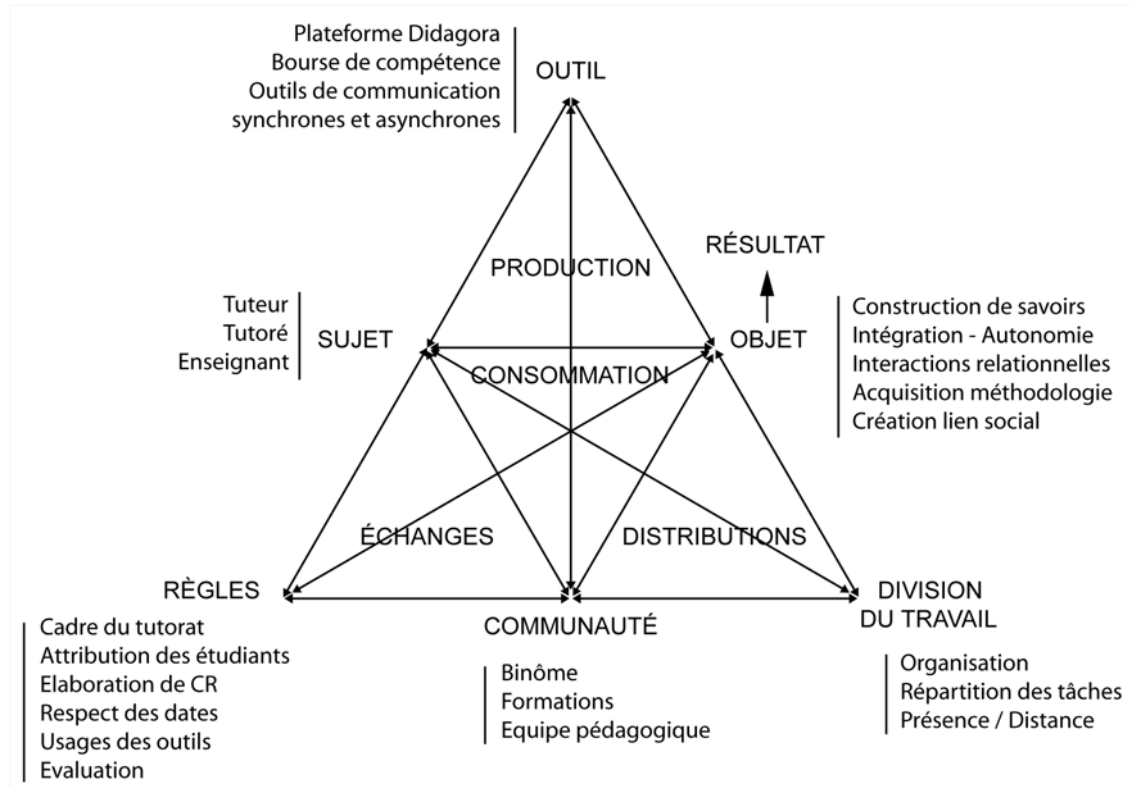 Plateforme Didagora
Bourse de compétence
Outils de communication
synchrones et asynchrones
OUTIL
PRODUCTION
RÉSULTAT
Tuteur
Tutoré
Enseignant
SUJET
OBJET
Construction de savoirs
Intégration - Autonomie
Interactions relationnelles
Acquisition méthodologie
Création lien social
CONSOMMATION
ÉCHANGES
DISTRIBUTIONS
RÈGLES
Cadre du tutorat
Attribution des étudiants
Elaboration de CR
Respect des dates
Usages des outils
Evaluation
COMMUNAUTÉ
Binôme
Formations
Equipe pédagogique
DIVISION
DU TRAVAIL
Organisation
Répartition des tâches
Présence / Distance